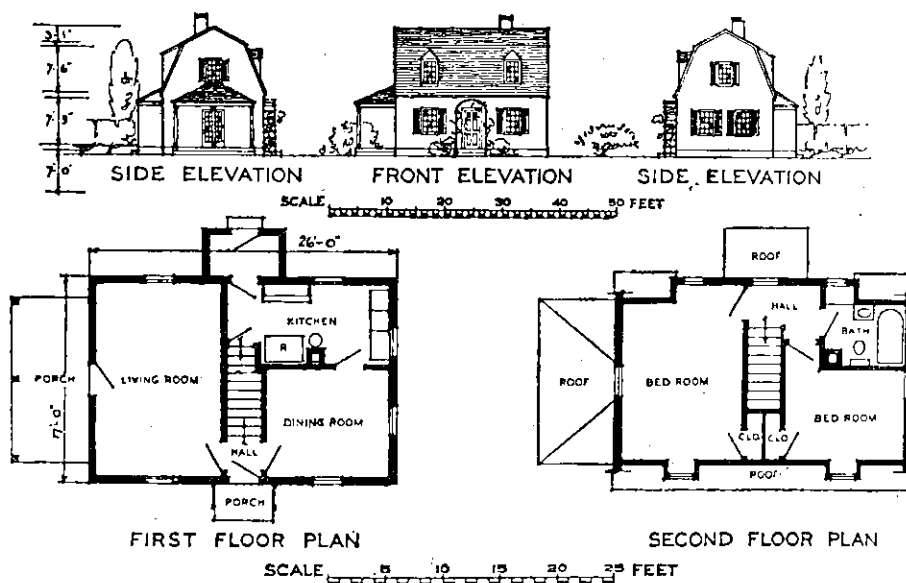 3'-1"
7'-6"
7'-3"
7'-0"
SIDE ELEVATION
FRONT ELEVATION
SIDE ELEVATION
SCALE 10 20 30 40 50 FEET
26'-0"
KITCHEN
R
PORCH
LIVING ROOM
17'-0"
DINING ROOM
HALL
PORCH
FIRST FLOOR PLAN
ROOF
HALL
BATH
ROOF
BED ROOM
BED ROOM
CLO
CLO
ROOF
SECOND FLOOR PLAN
SCALE 5 10 15 20 25 FEET